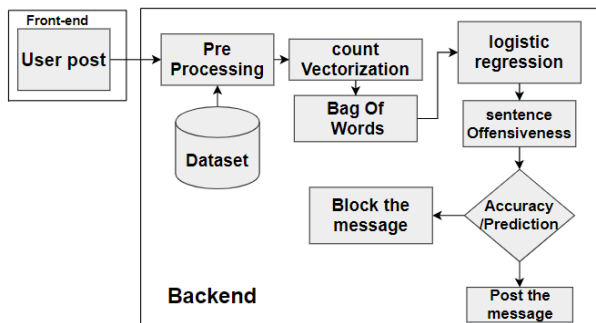 Front-end
User post
Pre
Processing
count
Vectorization
logistic
regression
Bag Of
Words
sentence
Offensiveness
Dataset
Block the
message
Accuracy
/Prediction
Backend
Post the
message